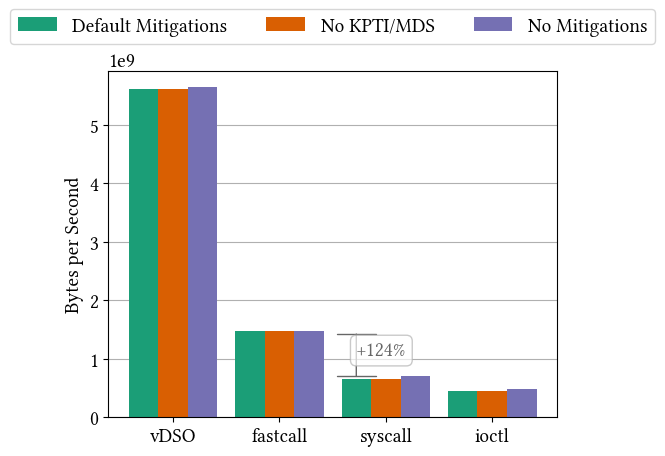 Default Mitigations No KPTI/MDS No Mitigations
1e9
Bytes per Second
5
4
3
2
1
0
+124%
vDSO fastcall syscall ioctl